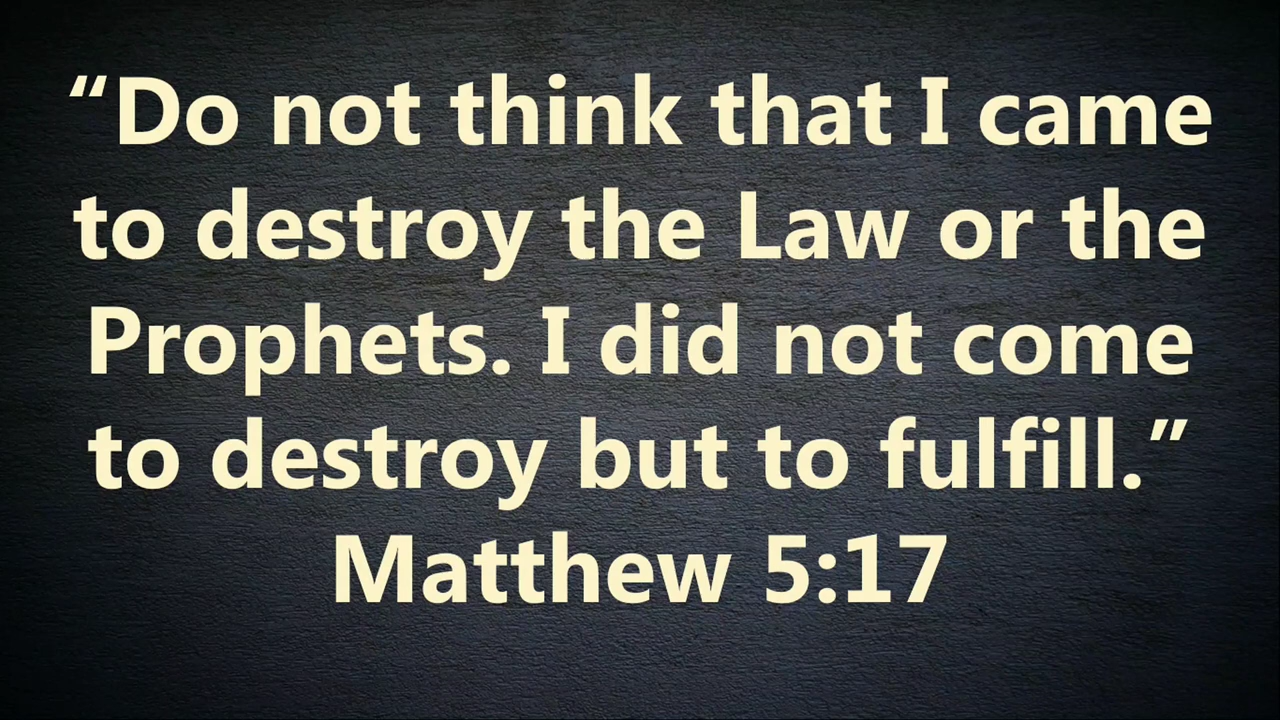 “Do not think that I came
to destroy the Law or the
Prophets. I did not come
to destroy but to fulfill.”
Matthew 5:17